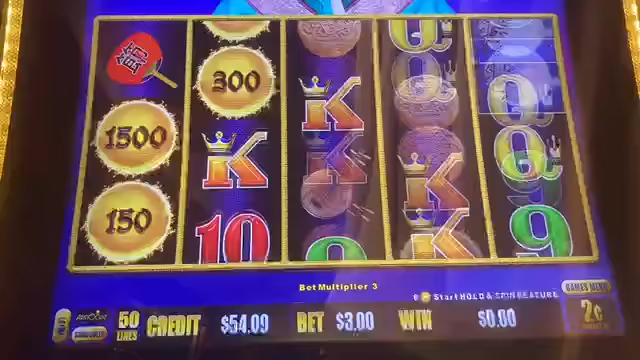 300
1500
K
K
K
Q
Q
Q
150
10
9
Bet Multiplier 3
6 Start HOLD & SPIN FEATURE
GAMES MENU
50 LINES
CREDIT $54.09 BET $3.00 WIN $0.00
2¢